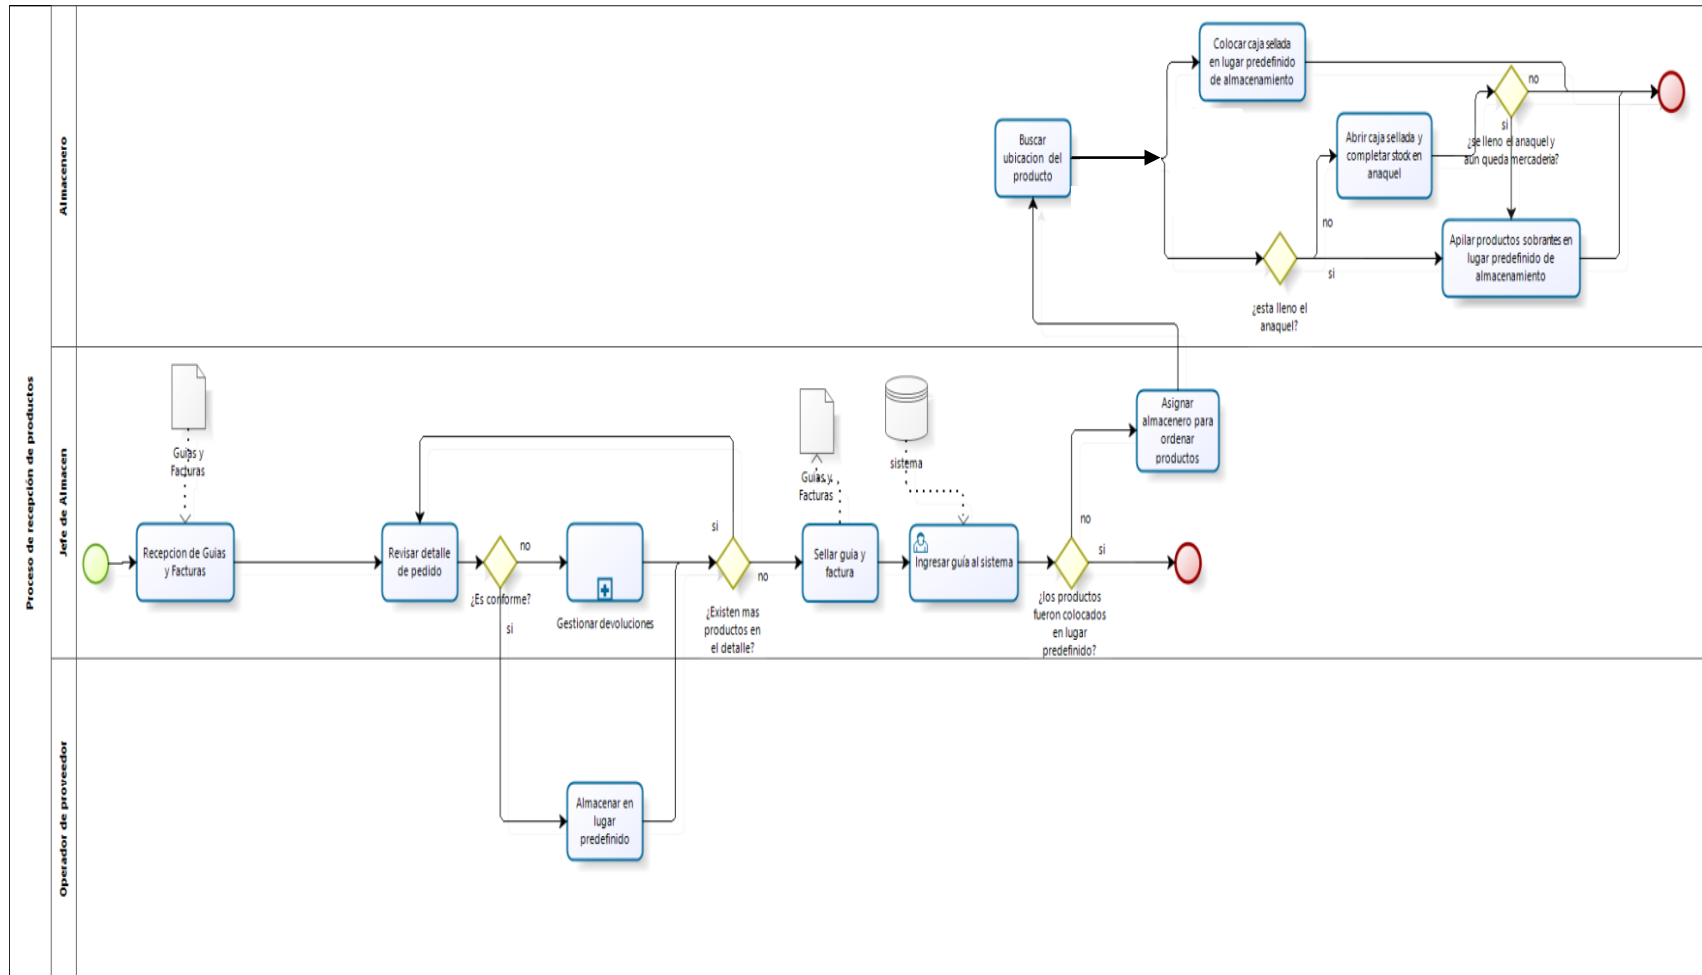 Proceso de recepción de productos
Almacenero
Colocar caja sellada
en lugar predefinido
de almacenamiento
Buscar
ubicacion del
producto
Abrir caja sellada y
completar stock en
anaquel
no
si
¿se lleno el anaquel y
aun queda mercaderia?
no
si
¿esta lleno el
anaquel?
Apilar productos sobrantes en
lugar predefinido de
almacenamiento
Jefe de Almacen
Guias y
Facturas
Recepcion de Guias
y Facturas
Revisar detalle
de pedido
¿Es conforme?
no
si
Gestionar devoluciones
si
no
¿Existen mas
productos en
el detalle?
Guias y
Facturas
Sellar guia y
factura
sistema
Ingresar guía al sistema
no
si
¿los productos
fueron colocados
en lugar
predefinido?
Asignar
almacenero para
ordenar
productos
Operador de proveedor
Almacenar en
lugar
predefinido